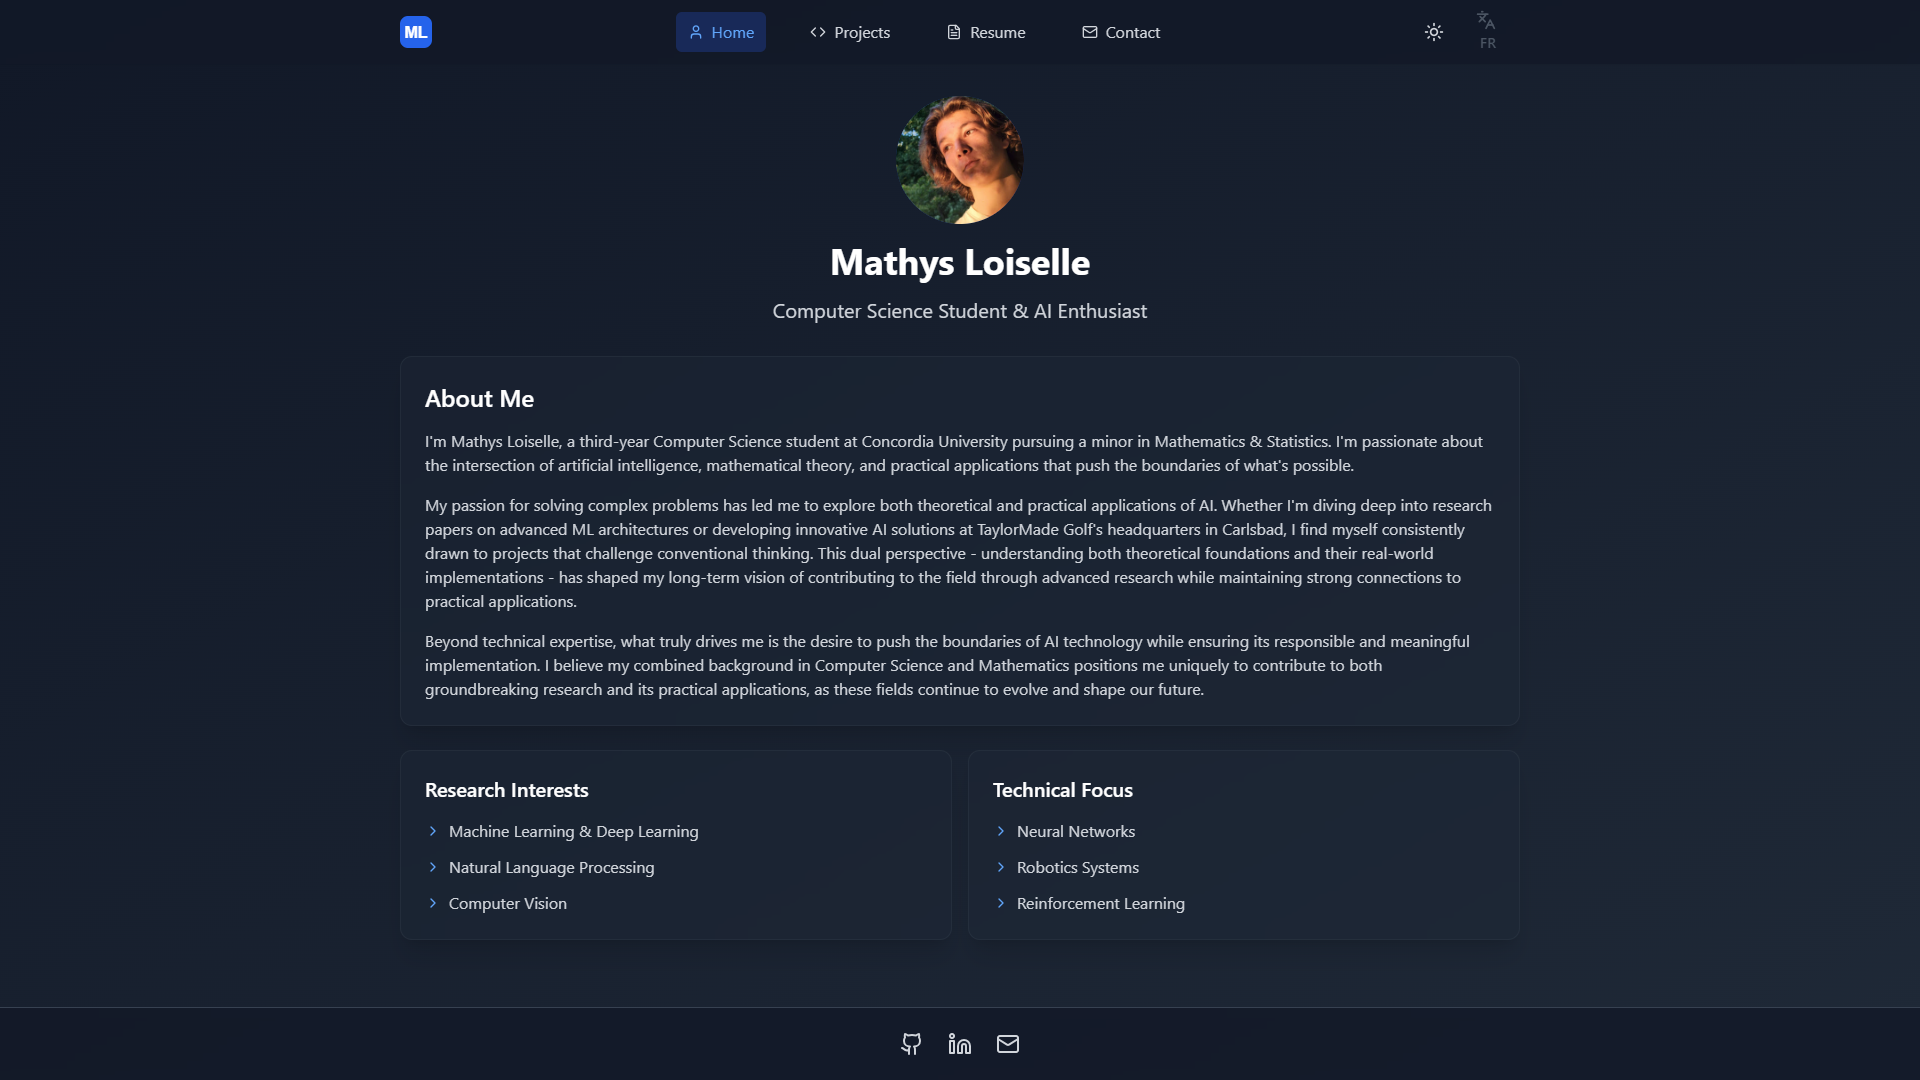 ML
Home
Projects
Resume
Contact
FR
Mathys Loiselle
Computer Science Student & AI Enthusiast
About Me
I'm Mathys Loiselle, a third-year Computer Science student at Concordia University pursuing a minor in Mathematics & Statistics. I'm passionate about
the intersection of artificial intelligence, mathematical theory, and practical applications that push the boundaries of what's possible.
My passion for solving complex problems has led me to explore both theoretical and practical applications of AI. Whether I'm diving deep into research
papers on advanced ML architectures or developing innovative AI solutions at TaylorMade Golf's headquarters in Carlsbad, I find myself consistently
drawn to projects that challenge conventional thinking. This dual perspective - understanding both theoretical foundations and their real-world
implementations - has shaped my long-term vision of contributing to the field through advanced research while maintaining strong connections to
practical applications.
Beyond technical expertise, what truly drives me is the desire to push the boundaries of AI technology while ensuring its responsible and meaningful
implementation. I believe my combined background in Computer Science and Mathematics positions me uniquely to contribute to both
groundbreaking research and its practical applications, as these fields continue to evolve and shape our future.
Research Interests
Machine Learning & Deep Learning
Natural Language Processing
Computer Vision
Technical Focus
Neural Networks
Robotics Systems
Reinforcement Learning